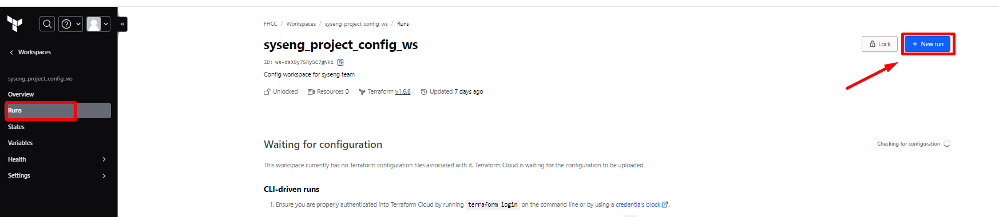 Workspaces
syseng_project_config_ws
Overview
Runs
States
Variables
Health
Settings
FHCC / Workspaces / syseng_project_config_ws / Runs
syseng_project_config_ws
Lock
+ New run
ID: ws-dsX9y7SRySC7gNki
Config workspace for syseng team
Unlocked Resources 0 Terraform v1.6.6 Updated 7 days ago
Waiting for configuration
Checking for configuration
This workspace currently has no Terraform configuration files associated with it. Terraform Cloud is waiting for the configuration to be uploaded.
CLI-driven runs
1. Ensure you are properly authenticated into Terraform Cloud by running terraform login on the command line or by using a credentials block.